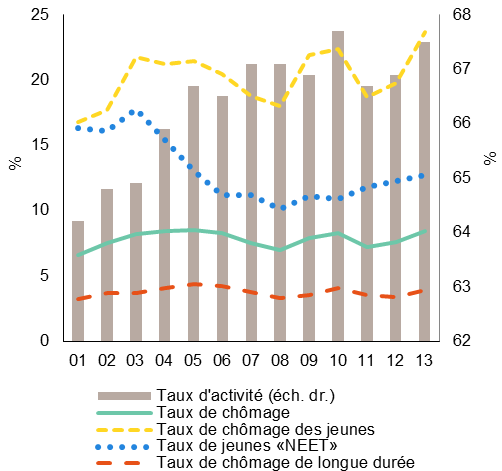 25 68
20 67
66
15
% %
65
10
64
5
63
0 62
01 02 03 04 05 06 07 08 09 10 11 12 13
Taux d'activité (éch. dr.)
Taux de chômage
Taux de chômage des jeunes
Taux de jeunes «NEET»
Taux de chômage de longue durée